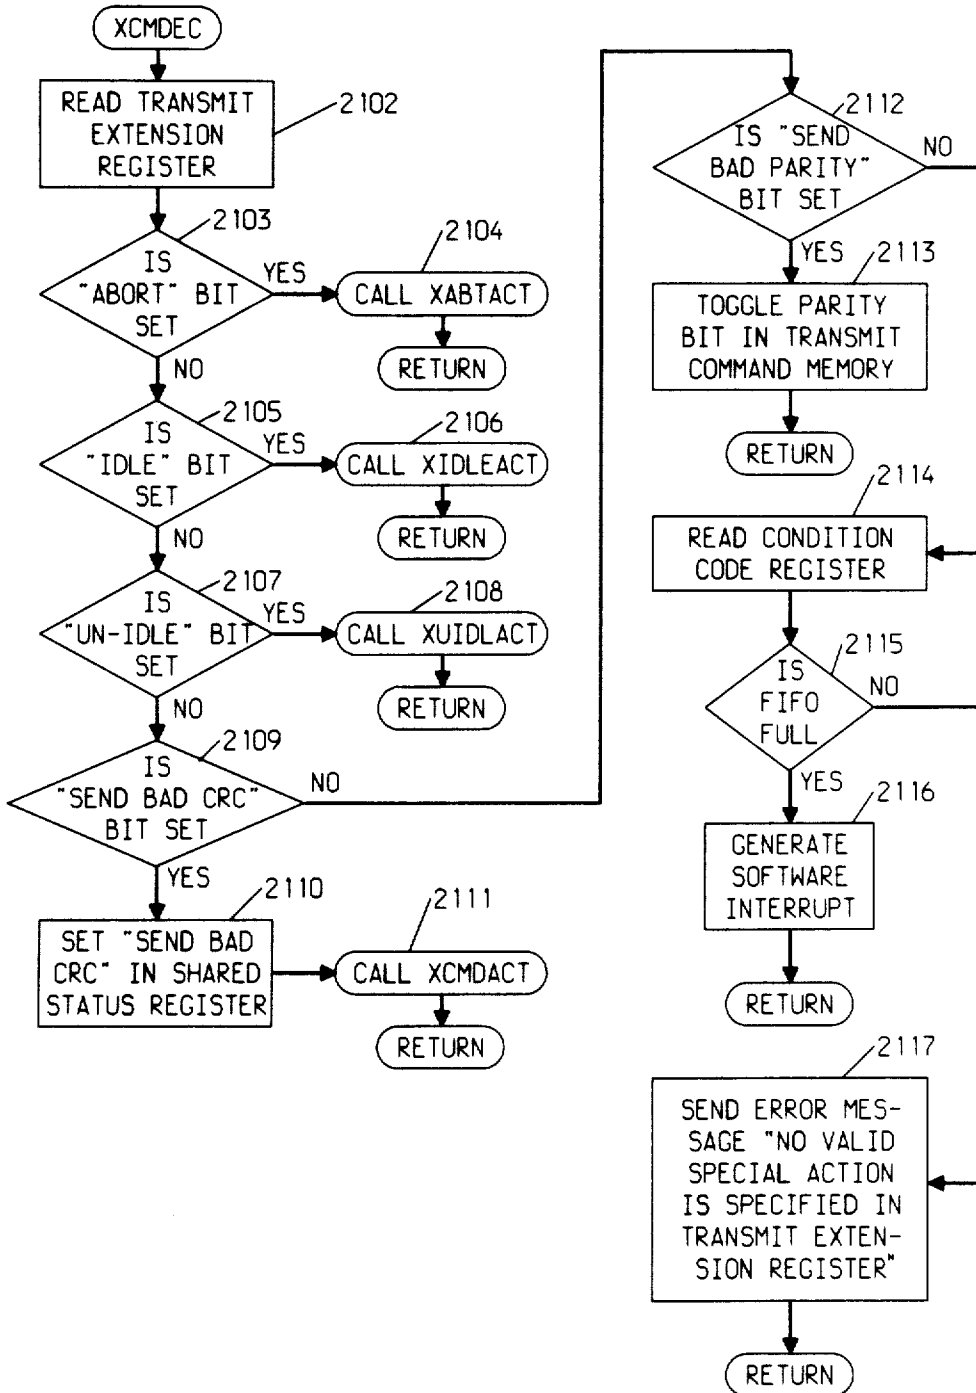 XCMDEC
READ TRANSMIT
EXTENSION
REGISTER
2102
2103
IS
"ABORT" BIT
SET
YES
NO
2104
CALL XABTACT
RETURN
2105
IS
"IDLE" BIT
SET
YES
NO
2106
CALL XIDLEACT
RETURN
2107
IS
"UN-IDLE" BIT
SET
YES
NO
2108
CALL XUIDLACT
RETURN
2109
IS
"SEND BAD CRC"
BIT SET
NO
YES
2110
SET "SEND BAD
CRC" IN SHARED
STATUS REGISTER
2111
CALL XCMDACT
RETURN
2112
IS "SEND
BAD PARITY"
BIT SET
NO
YES
2113
TOGGLE PARITY
BIT IN TRANSMIT
COMMAND MEMORY
RETURN
2114
READ CONDITION
CODE REGISTER
2115
IS
FIFO
FULL
NO
YES
2116
GENERATE
SOFTWARE
INTERRUPT
RETURN
2117
SEND ERROR MES-
SAGE "NO VALID
SPECIAL ACTION
IS SPECIFIED IN
TRANSMIT EXTEN-
SION REGISTER"
RETURN